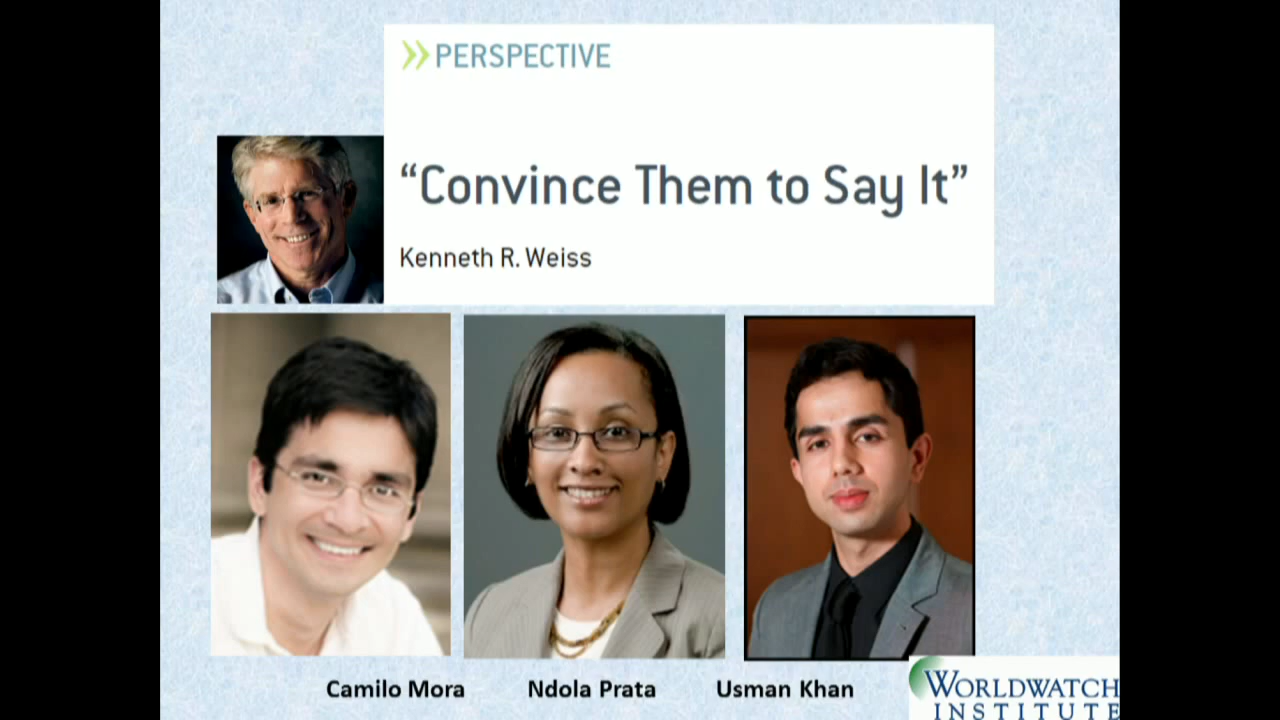 >> PERSPECTIVE
“Convince Them to Say It”
Kenneth R. Weiss
Camilo Mora
Ndola Prata
Usman Khan
WORLDWATCH
INSTITUTE